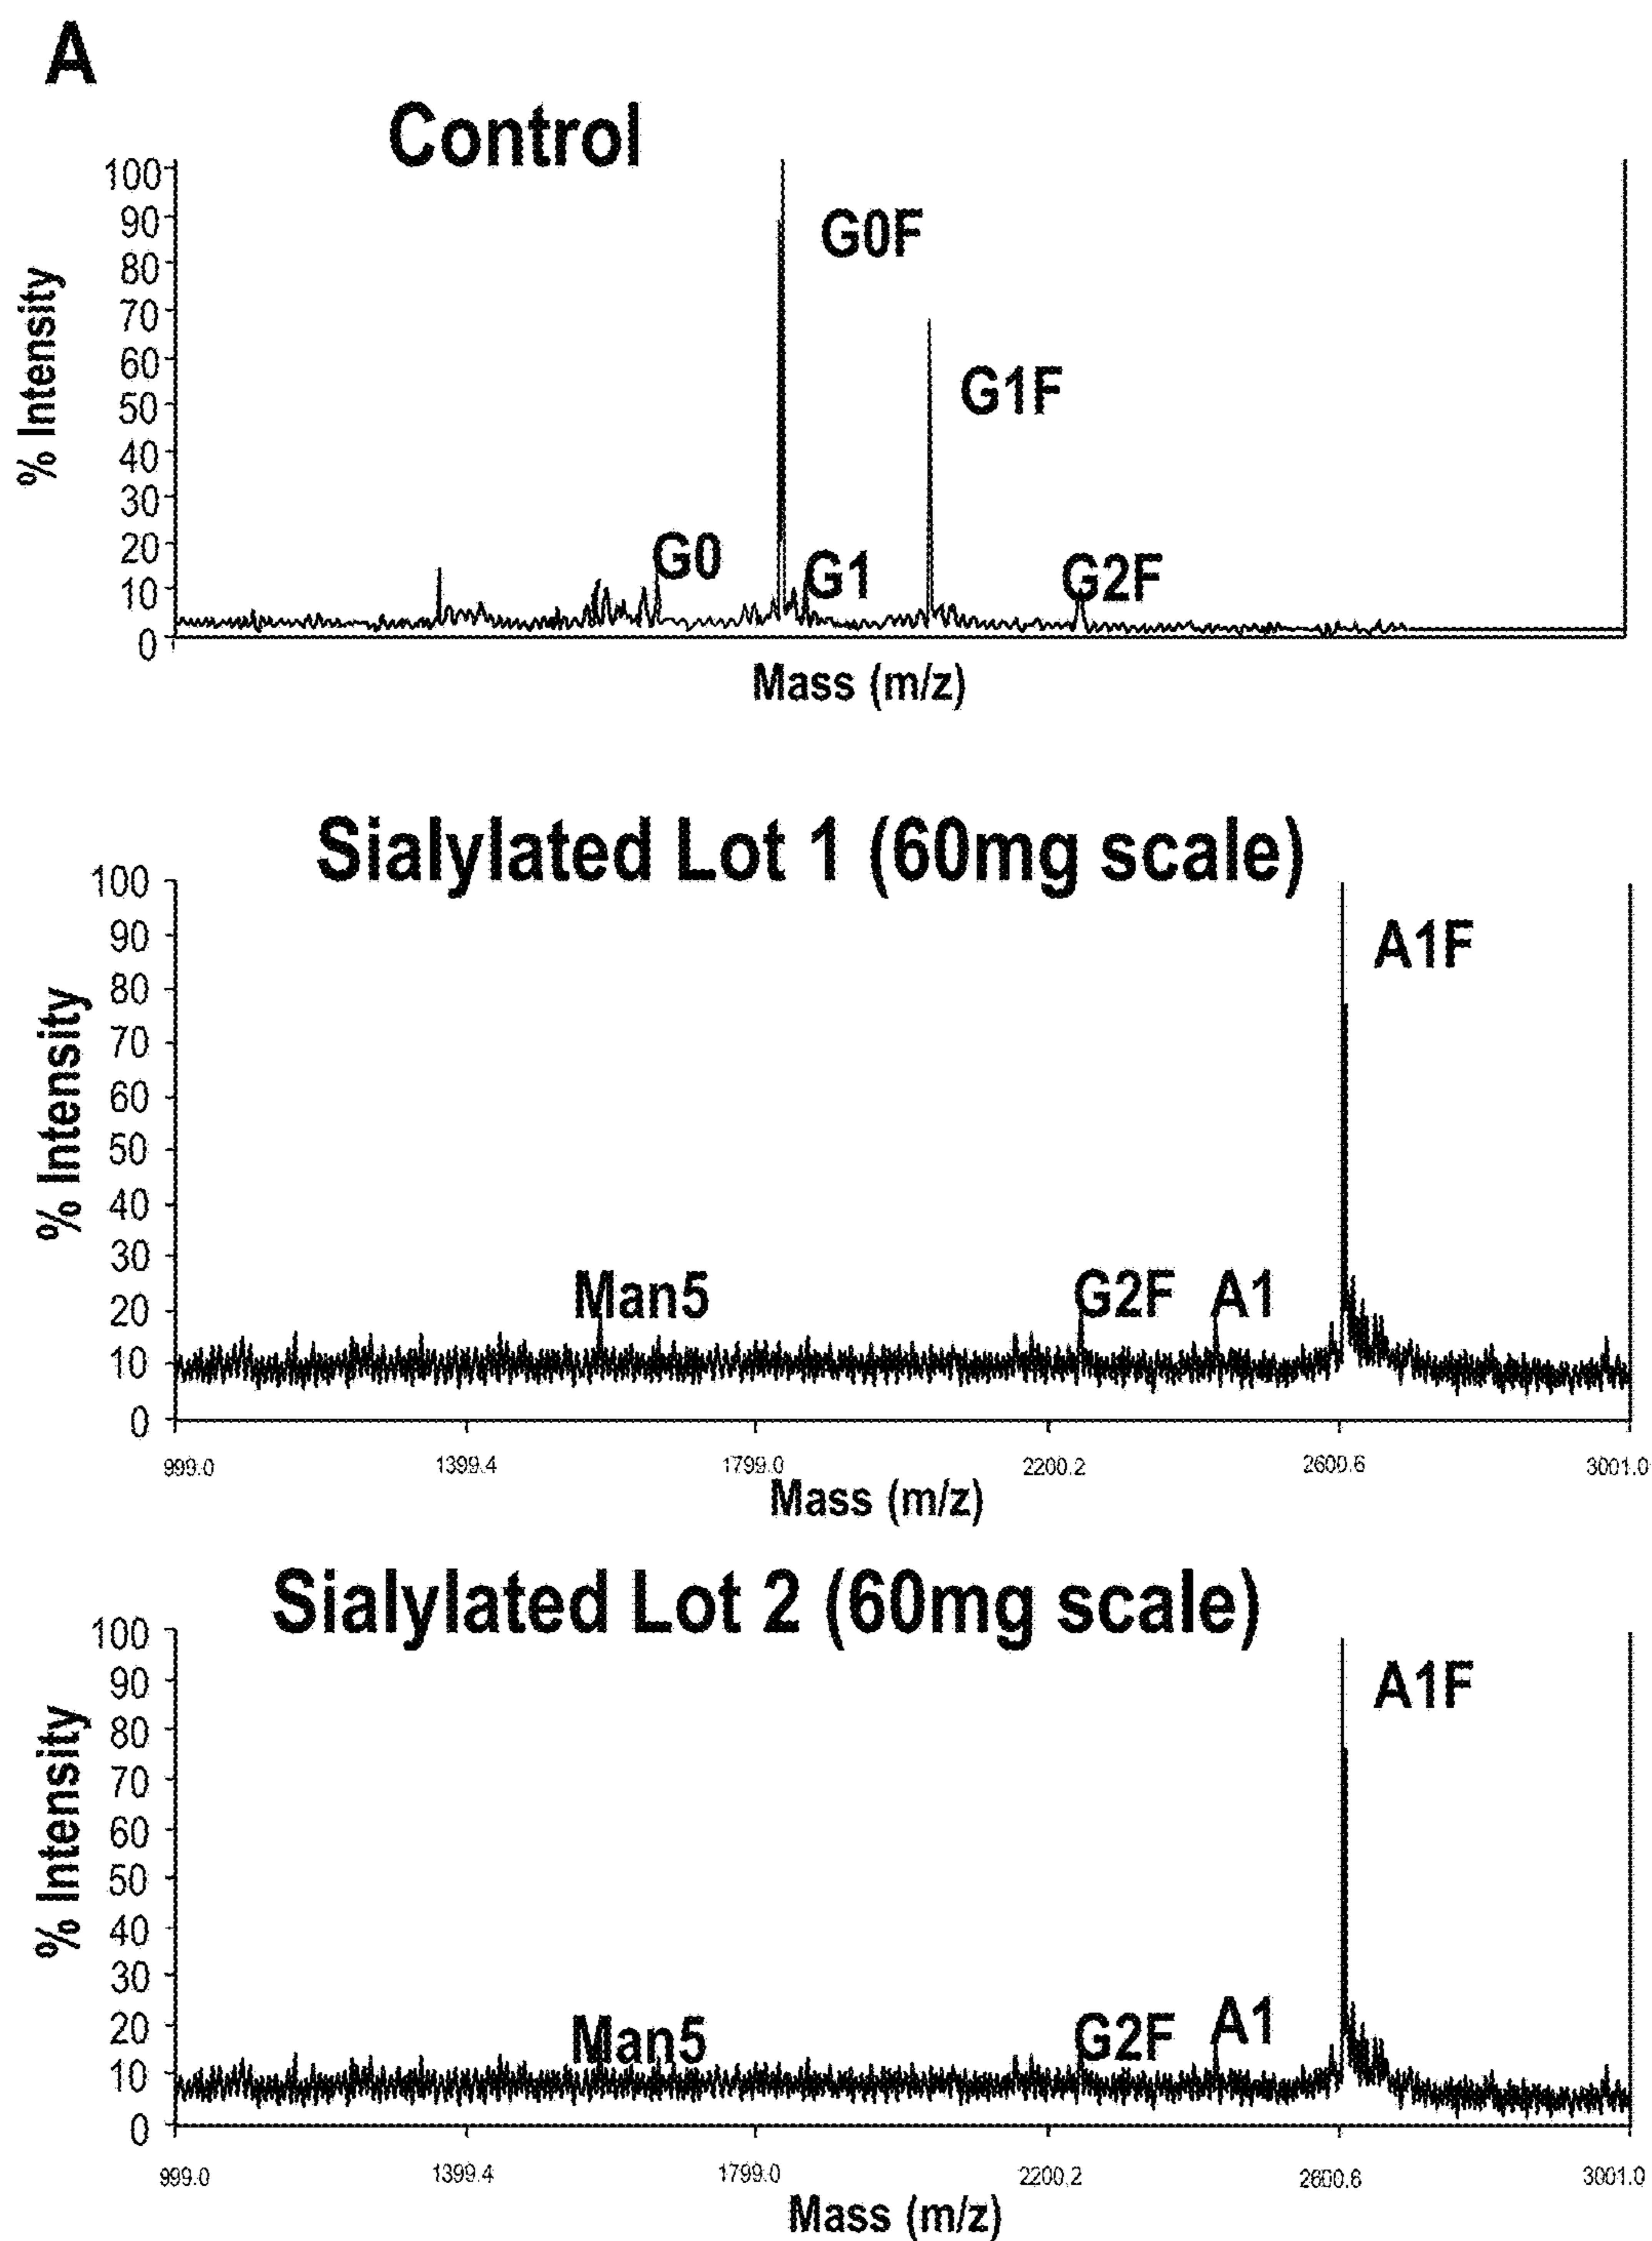 A
Control
100
90
80
70
60
50
40
30
20
10
0
% Intensity
G0F
G1F
G0
G1
G2F
Mass (m/z)
Sialylated Lot 1 (60mg scale)
100
90
80
70
60
50
40
30
20
10
0
% Intensity
A1F
Man5
G2F
A1
999.0 1399.4 1799.0 2200.2 2600.6 3001.0
Mass (m/z)
Sialylated Lot 2 (60mg scale)
100
90
80
70
60
50
40
30
20
10
0
% Intensity
A1F
Man5
G2F
A1
999.0 1399.4 1799.0 2200.2 2600.6 3001.0
Mass (m/z)